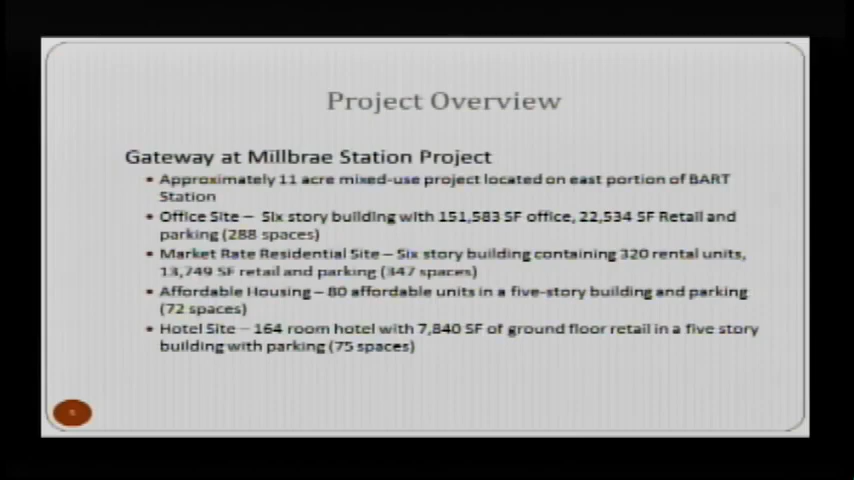 Project Overview
Gateway at Millbrae Station Project
• Approximately 11 acre mixed-use project located on east portion of BART
Station
• Office Site – Six story building with 151,583 SF office, 22,534 SF Retail and
parking (288 spaces)
• Market Rate Residential Site – Six story building containing 320 rental units,
13,749 SF retail and parking (347 spaces)
• Affordable Housing – 80 affordable units in a five-story building and parking
(72 spaces)
• Hotel Site – 164 room hotel with 7,840 SF of ground floor retail in a five story
building with parking (75 spaces)